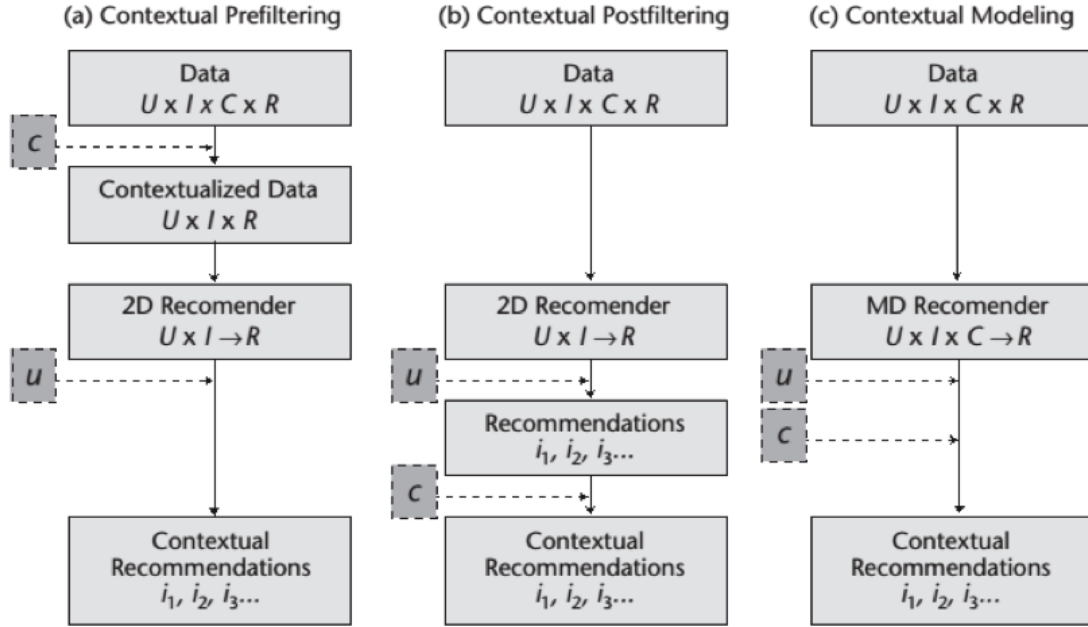 (a) Contextual Prefiltering
Data
U x I x C x R
c
Contextualized Data
U x I x R
2D Recomender
U x I → R
u
Contextual
Recommendations
i₁, i₂, i₃...
(b) Contextual Postfiltering
Data
U x I x C x R
2D Recomender
U x I → R
u
Recommendations
i₁, i₂, i₃...
c
Contextual
Recommendations
i₁, i₂, i₃...
(c) Contextual Modeling
Data
U x I x C x R
MD Recomender
U x I x C → R
u
c
Contextual
Recommendations
i₁, i₂, i₃...